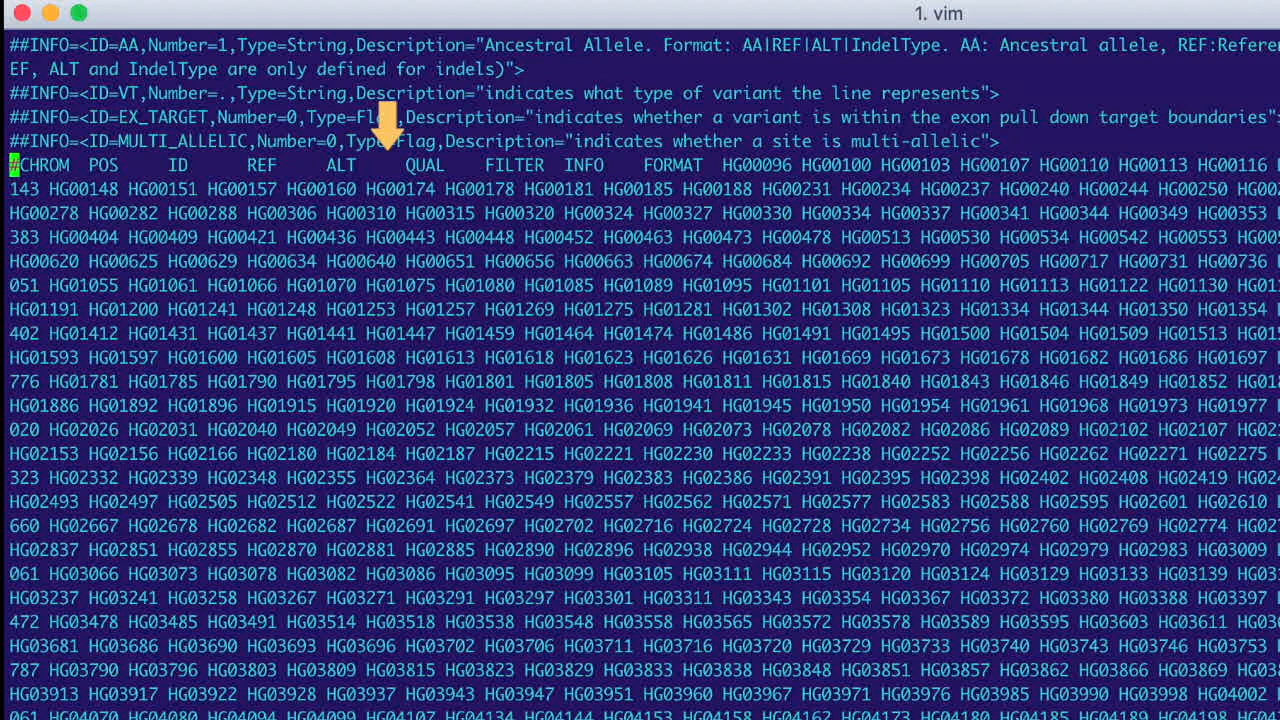 1. vim
##INFO=<ID=AA,Number=1,Type=String,Description="Ancestral Allele. Format: AA|REF|ALT|IndelType. AA: Ancestral allele, REF:Refere
EF, ALT and IndelType are only defined for indels)">
##INFO=<ID=VT,Number=.,Type=String,Description="indicates what type of variant the line represents">
##INFO=<ID=EX_TARGET,Number=0,Type=Fla ,Description="indicates whether a variant is within the exon pull down target boundaries"
##INFO=<ID=MULTI_ALLELIC,Number=0,Type Flag,Description="indicates whether a site is multi-allelic">
#CHROM POS ID REF ALT QUAL FILTER INFO FORMAT HG00096 HG00100 HG00103 HG00107 HG00110 HG00113 HG00116
143 HG00148 HG00151 HG00157 HG00160 HG00174 HG00178 HG00181 HG00185 HG00188 HG00231 HG00234 HG00237 HG00240 HG00244 HG00250 HG00
HG00278 HG00282 HG00288 HG00306 HG00310 HG00315 HG00320 HG00324 HG00327 HG00330 HG00334 HG00337 HG00341 HG00344 HG00349 HG00353
383 HG00404 HG00409 HG00421 HG00436 HG00443 HG00448 HG00452 HG00463 HG00473 HG00478 HG00513 HG00530 HG00534 HG00542 HG00553 HG00
HG00620 HG00625 HG00629 HG00634 HG00640 HG00651 HG00656 HG00663 HG00674 HG00684 HG00692 HG00699 HG00705 HG00717 HG00731 HG00736
051 HG01055 HG01061 HG01066 HG01070 HG01075 HG01080 HG01085 HG01089 HG01095 HG01101 HG01105 HG01110 HG01113 HG01122 HG01130 HG01
HG01191 HG01200 HG01241 HG01248 HG01253 HG01257 HG01269 HG01275 HG01281 HG01302 HG01308 HG01323 HG01334 HG01344 HG01350 HG01354
402 HG01412 HG01431 HG01437 HG01441 HG01447 HG01459 HG01464 HG01474 HG01486 HG01491 HG01495 HG01500 HG01504 HG01509 HG01513 HG01
HG01593 HG01597 HG01600 HG01605 HG01608 HG01613 HG01618 HG01623 HG01626 HG01631 HG01669 HG01673 HG01678 HG01682 HG01686 HG01697
776 HG01781 HG01785 HG01790 HG01795 HG01798 HG01801 HG01805 HG01808 HG01811 HG01815 HG01840 HG01843 HG01846 HG01849 HG01852 HG01
HG01886 HG01892 HG01896 HG01915 HG01920 HG01924 HG01932 HG01936 HG01941 HG01945 HG01950 HG01954 HG01961 HG01968 HG01973 HG01977
020 HG02026 HG02031 HG02040 HG02049 HG02052 HG02057 HG02061 HG02069 HG02073 HG02078 HG02082 HG02086 HG02089 HG02102 HG02107 HG02
HG02153 HG02156 HG02166 HG02180 HG02184 HG02187 HG02215 HG02221 HG02230 HG02233 HG02238 HG02252 HG02256 HG02262 HG02271 HG02275
323 HG02332 HG02339 HG02348 HG02355 HG02364 HG02373 HG02379 HG02383 HG02386 HG02391 HG02395 HG02398 HG02402 HG02408 HG02419 HG02
HG02493 HG02497 HG02505 HG02512 HG02522 HG02541 HG02549 HG02557 HG02562 HG02571 HG02577 HG02583 HG02588 HG02595 HG02601 HG02610
660 HG02667 HG02678 HG02682 HG02687 HG02691 HG02697 HG02702 HG02716 HG02724 HG02728 HG02734 HG02756 HG02760 HG02769 HG02774 HG02
HG02837 HG02851 HG02855 HG02870 HG02881 HG02885 HG02890 HG02896 HG02938 HG02944 HG02952 HG02970 HG02974 HG02979 HG02983 HG03009
061 HG03066 HG03073 HG03078 HG03082 HG03086 HG03095 HG03099 HG03105 HG03111 HG03115 HG03120 HG03129 HG03133 HG03139 HG03
HG03237 HG03241 HG03258 HG03267 HG03271 HG03291 HG03297 HG03301 HG03311 HG03343 HG03354 HG03367 HG03372 HG03380 HG03388 HG03397
472 HG03478 HG03485 HG03491 HG03514 HG03518 HG03538 HG03548 HG03558 HG03565 HG03572 HG03578 HG03589 HG03595 HG03603 HG03611 HG03
HG03681 HG03686 HG03690 HG03693 HG03696 HG03702 HG03706 HG03711 HG03716 HG03720 HG03729 HG03733 HG03740 HG03743 HG03746 HG03753
787 HG03790 HG03796 HG03803 HG03809 HG03815 HG03823 HG03829 HG03833 HG03838 HG03848 HG03851 HG03857 HG03862 HG03866 HG03869 HG03
HG03913 HG03917 HG03922 HG03928 HG03937 HG03943 HG03947 HG03951 HG03960 HG03967 HG03971 HG03976 HG03985 HG03990 HG03998 HG04002
061 HG04070 HG04080 HG04094 HG04099 HG04107 HG04134 HG04144 HG04153 HG04158 HG04162 HG04173 HG04180 HG04185 HG04189 HG04198 HG04